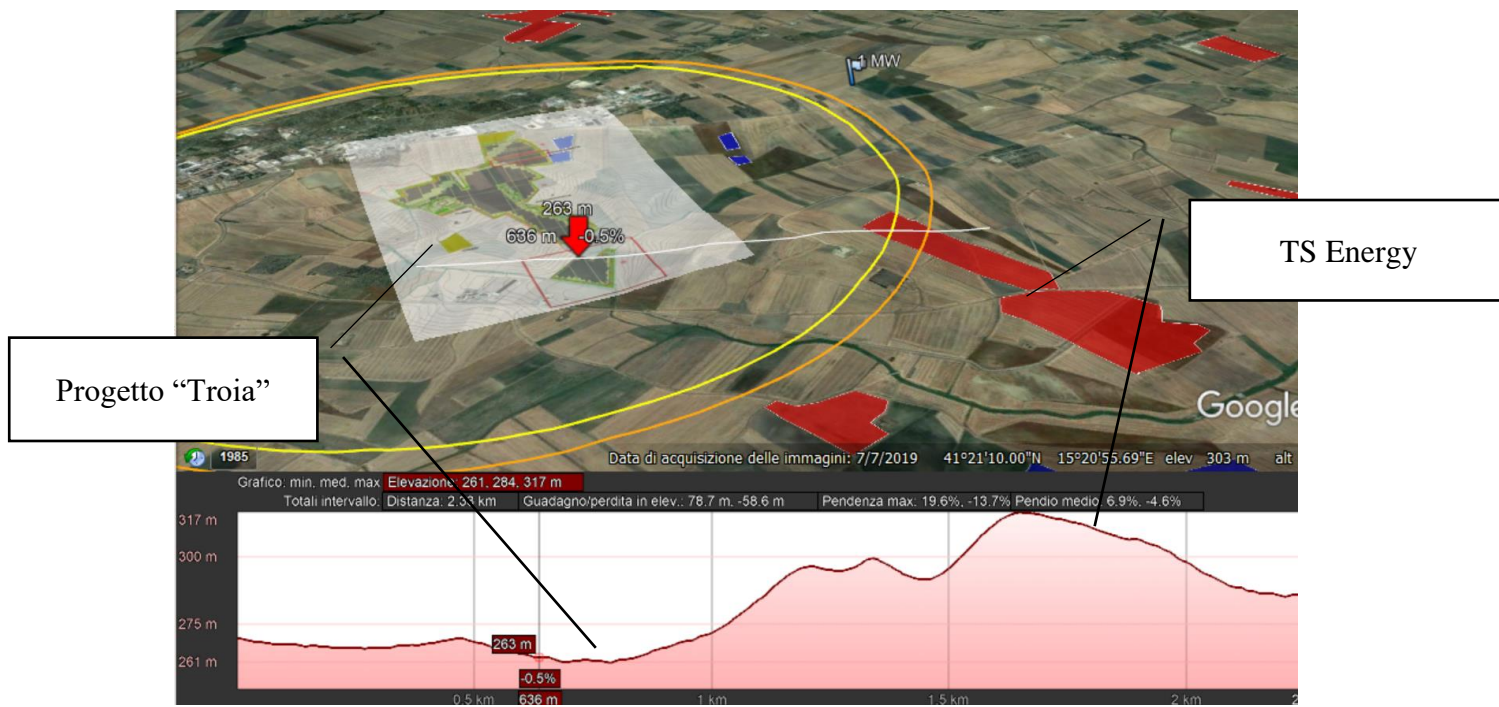 1 MW
263 m
636 m -0.5%
TS Energy
Progetto “Troia”
Google
1985
Data di acquisizione delle immagini: 7/7/2019 41°21'10.00"N 15°20'55.69"E elev 303 m alt
Grafico: min. med. max Elevazione: 261, 284, 317 m
Totali intervallo: Distanza: 2.33 km Guadagno/perdita in elev.: 78.7 m, -58.6 m Pendenza max: 19.6%, -13.7% Pendio medio: 6.9%, -4.6%
317 m
300 m
275 m
263 m
261 m
-0.5%
0.5 km 636 m 1 km 1.5 km 2 km 2